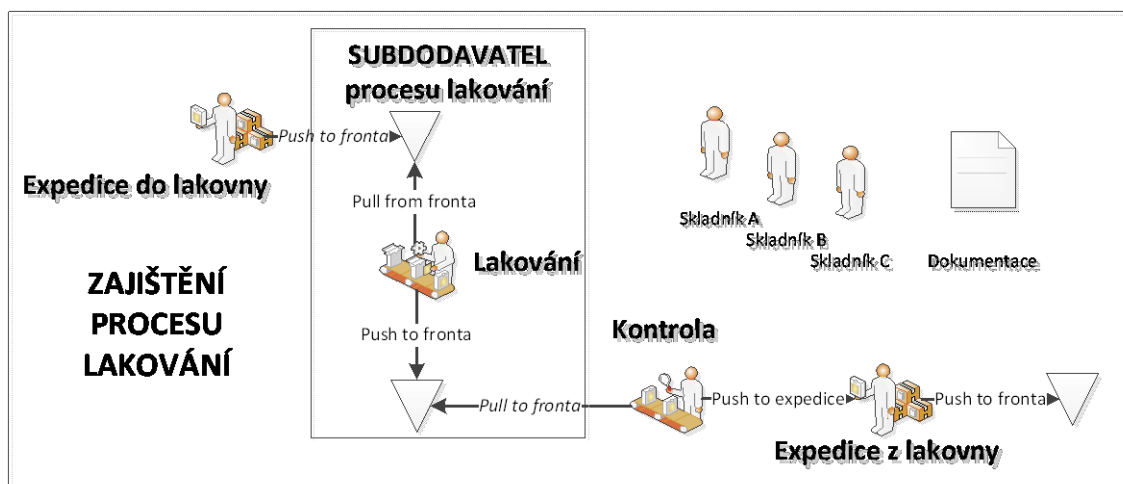 SUBDODAVATEL
procesu lakování
Push to fronta
Expedice do lakovny
Pull from fronta
Skladník A
Skladník B
Skladník C
Dokumentace
Lakování
ZAJIŠTĚNÍ
PROCESU
LAKOVÁNÍ
Push to fronta
Kontrola
Pull to fronta
Push to expedice
Push to fronta
Expedice z lakovny